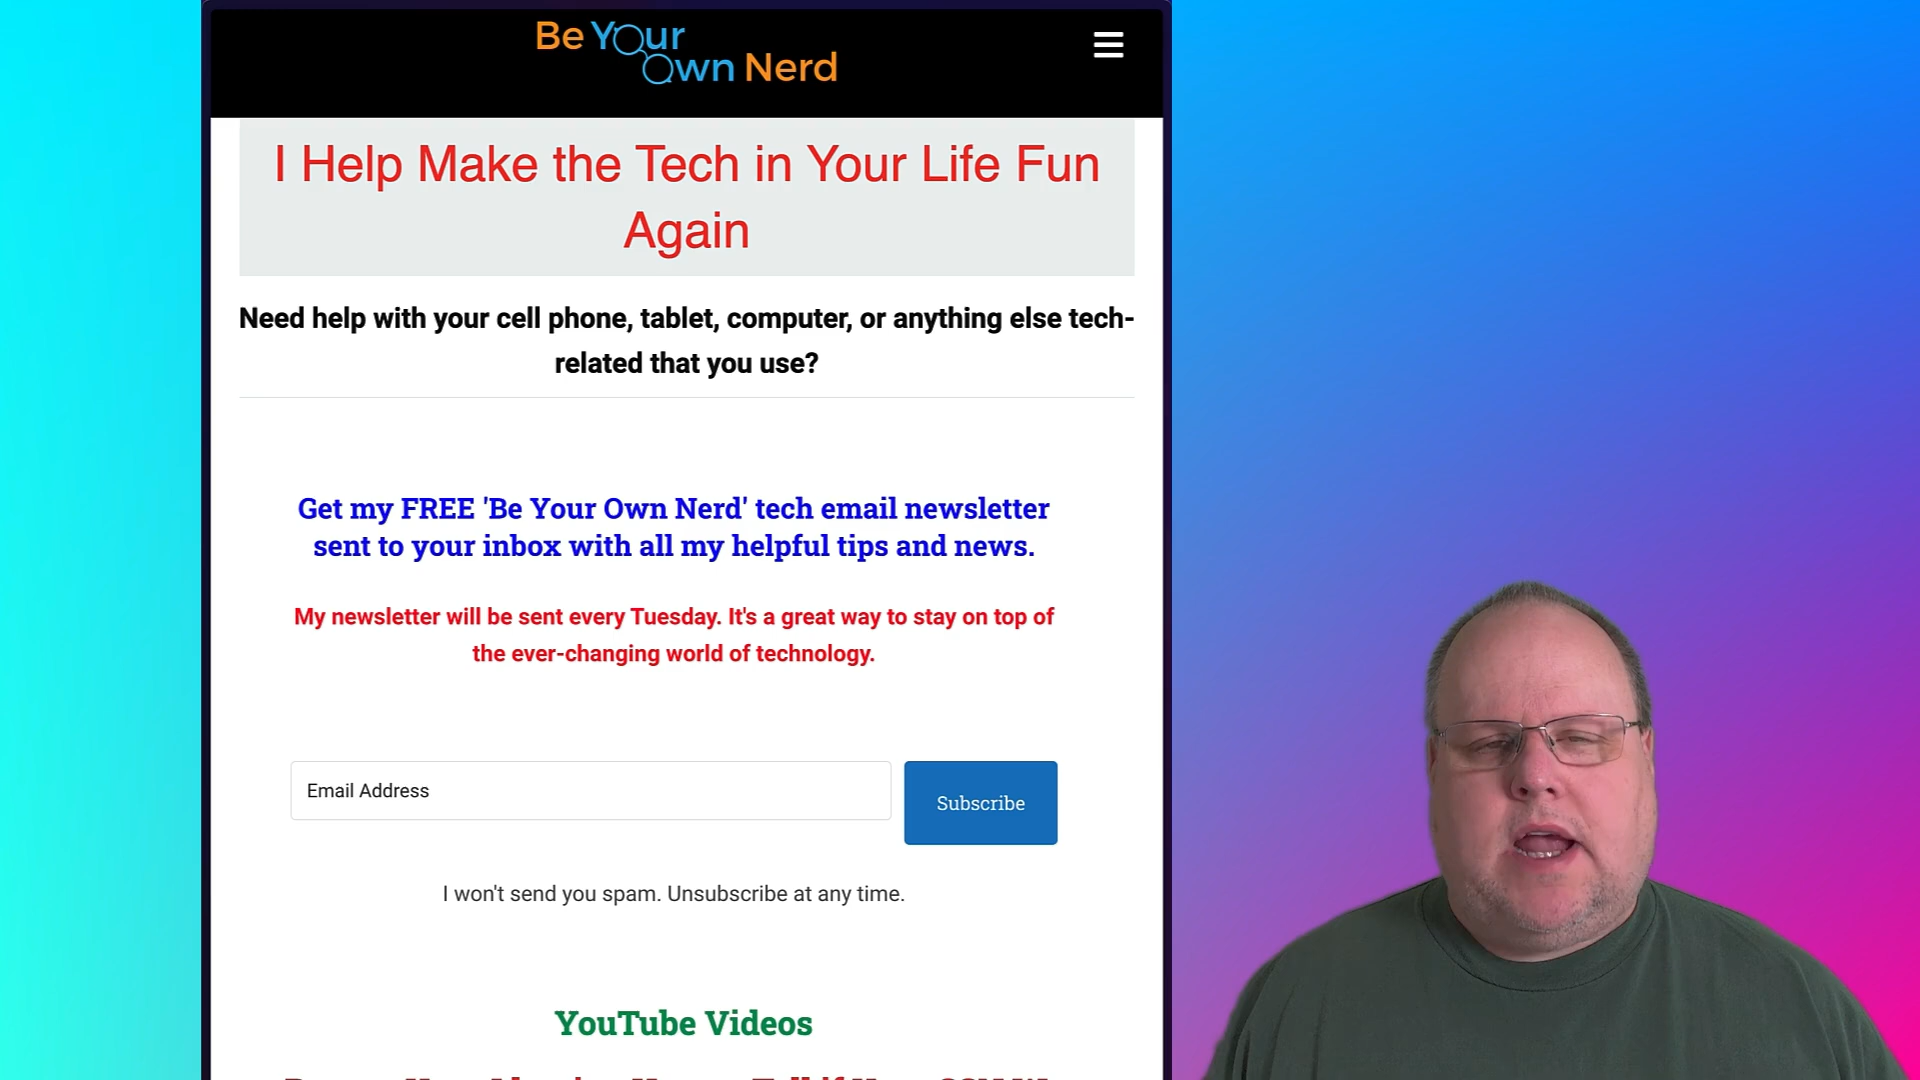 Be Your
Own Nerd
I Help Make the Tech in Your Life Fun
Again
Need help with your cell phone, tablet, computer, or anything else tech-
related that you use?
Get my FREE 'Be Your Own Nerd' tech email newsletter
sent to your inbox with all my helpful tips and news.
My newsletter will be sent every Tuesday. It's a great way to stay on top of
the ever-changing world of technology.
Email Address
Subscribe
I won't send you spam. Unsubscribe at any time.
YouTube Videos